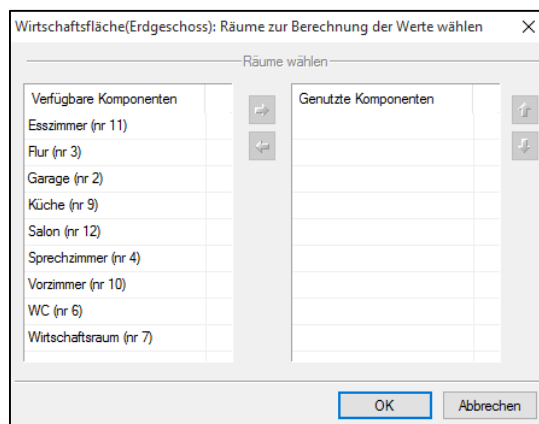 Wirtschaftsfläche(Erdgeschoss): Räume zur Berechnung der Werte wählen
Räume wählen
Verfügbare Komponenten
Esszimmer (nr 11)
Flur (nr 3)
Garage (nr 2)
Küche (nr 9)
Salon (nr 12)
Sprechzimmer (nr 4)
Vorzimmer (nr 10)
WC (nr 6)
Wirtschaftsraum (nr 7)
Genutzte Komponenten
OK
Abbrechen